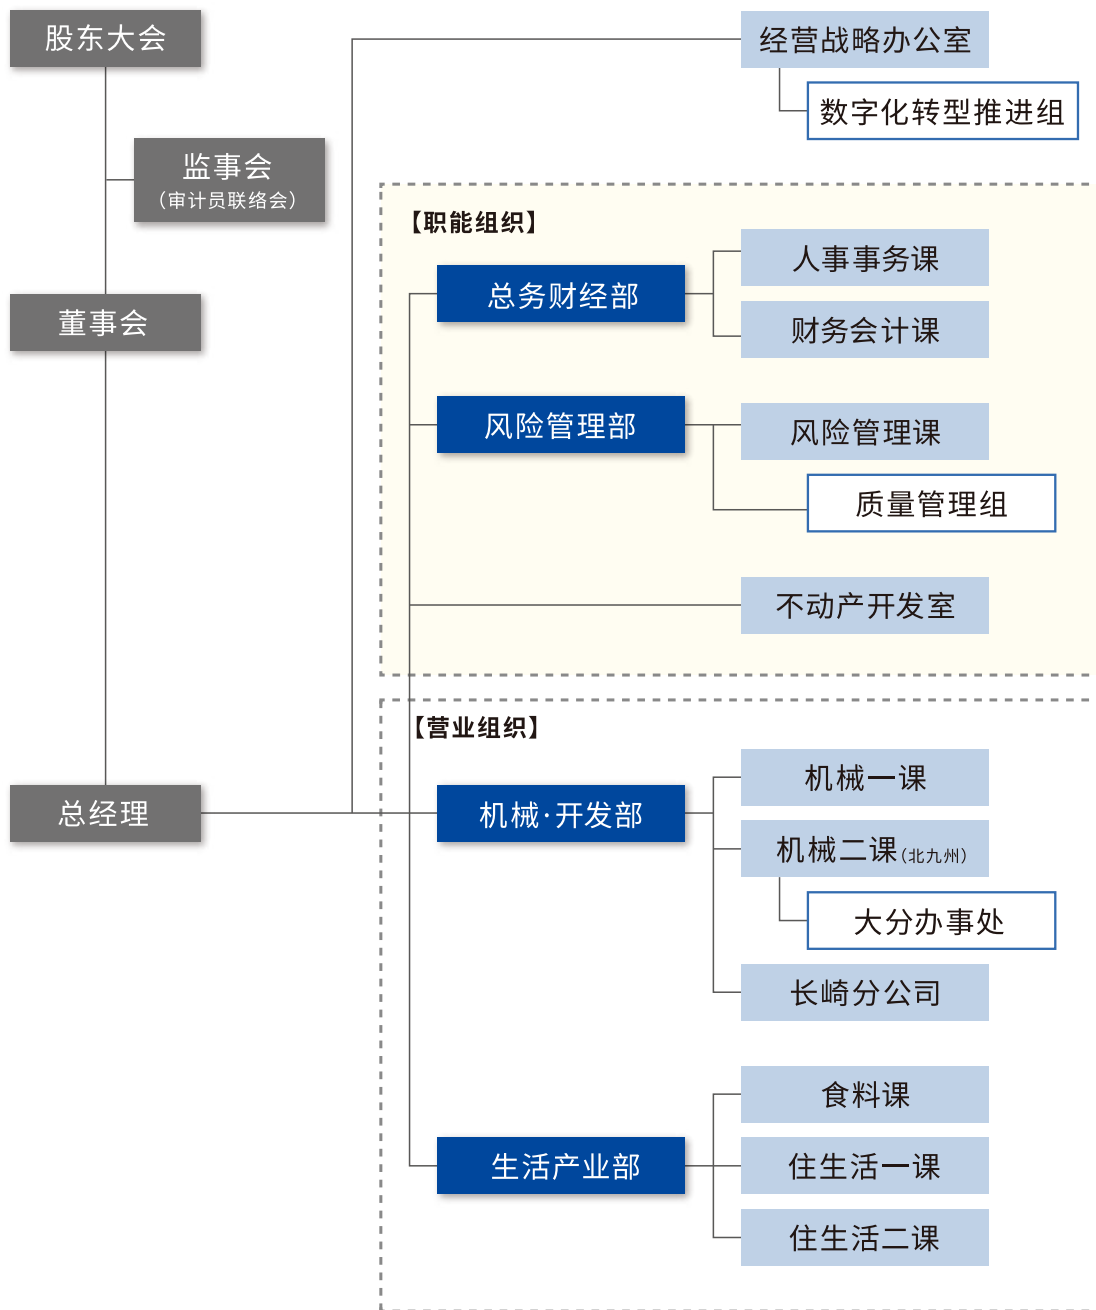 股东大会
监事会
（审计员联络会）
董事会
总经理
经营战略办公室
数字化转型推进组
【职能组织】
总务财经部
人事事务课
财务会计课
风险管理部
风险管理课
质量管理组
不动产开发室
【营业组织】
机械·开发部
机械一课
机械二课（北九州）
大分办事处
长崎分公司
生活产业部
食料课
住生活一课
住生活二课